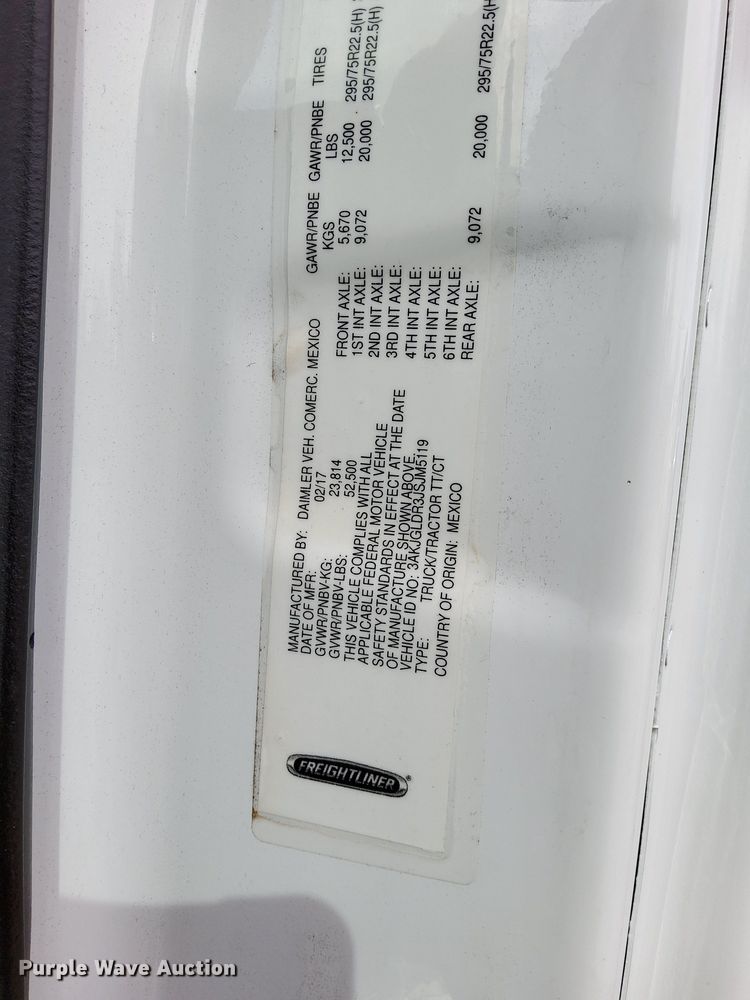 FREIGHTLINER®
MANUFACTURED BY: DAIMLER VEH. COMERC. MEXICO
DATE OF MFR: 02/17
GVWR/PNBV-KG: 23,814
GVWR/PNBV-LBS: 52,500
THIS VEHICLE COMPLIES WITH ALL
APPLICABLE FEDERAL MOTOR VEHICLE
SAFETY STANDARDS IN EFFECT AT THE DATE
OF MANUFACTURE SHOWN ABOVE.
VEHICLE ID NO: 3AKJGLDR3JSJM5119
TYPE: TRUCK/TRACTOR TT/CT
COUNTRY OF ORIGIN: MEXICO
GAWR/PNBE GAWR/PNBE TIRES
KGS LBS
FRONT AXLE: 5,670 12,500 295/75R22.5(H)
1ST INT AXLE: 9,072 20,000 295/75R22.5(H)
2ND INT AXLE:
3RD INT AXLE:
4TH INT AXLE:
5TH INT AXLE:
6TH INT AXLE:
REAR AXLE: 9,072 20,000 295/75R22.5(H
Purple Wave Auction